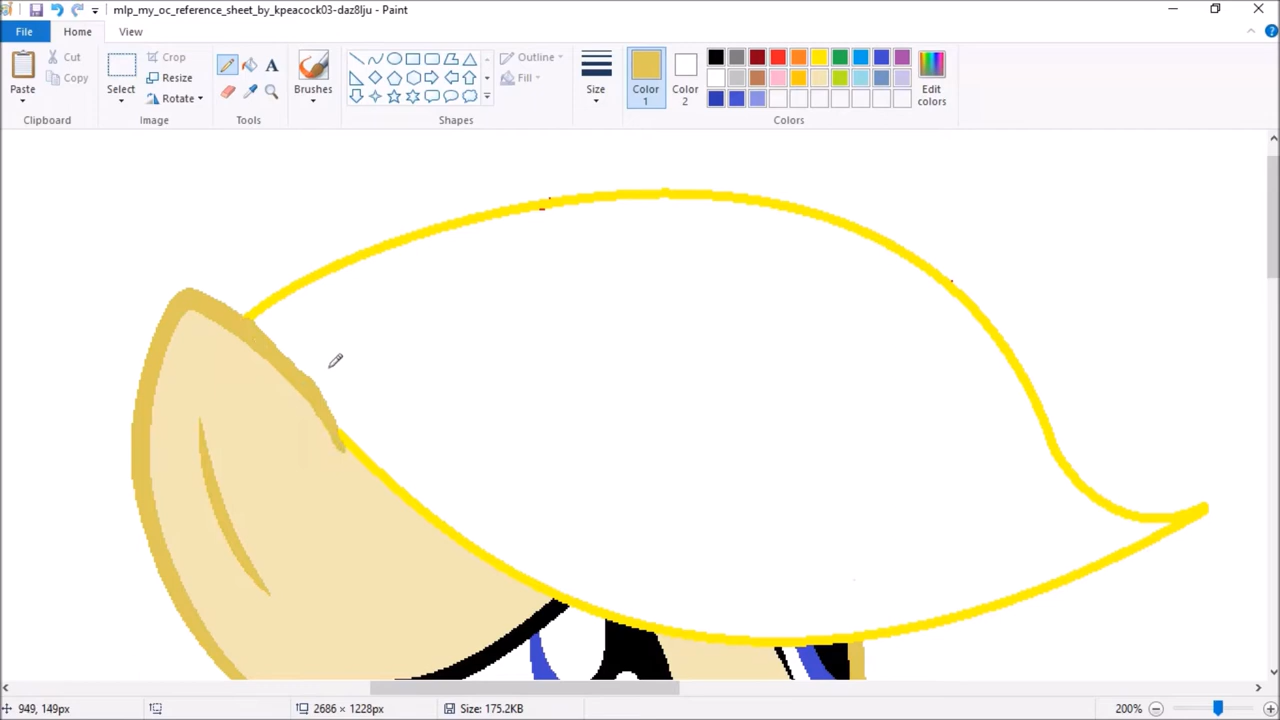 mlp_my_oc_reference_sheet_by_kpeacock03-daz8lju - Paint
File Home View
Paste
Cut
Copy
Clipboard
Select
Crop
Resize
Rotate
Image
A
Tools
Brushes
Outline
Fill
Shapes
Size
Color 1
Color 2
Edit colors
Colors
949, 149px
2686 × 1228px
Size: 175.2KB
200%